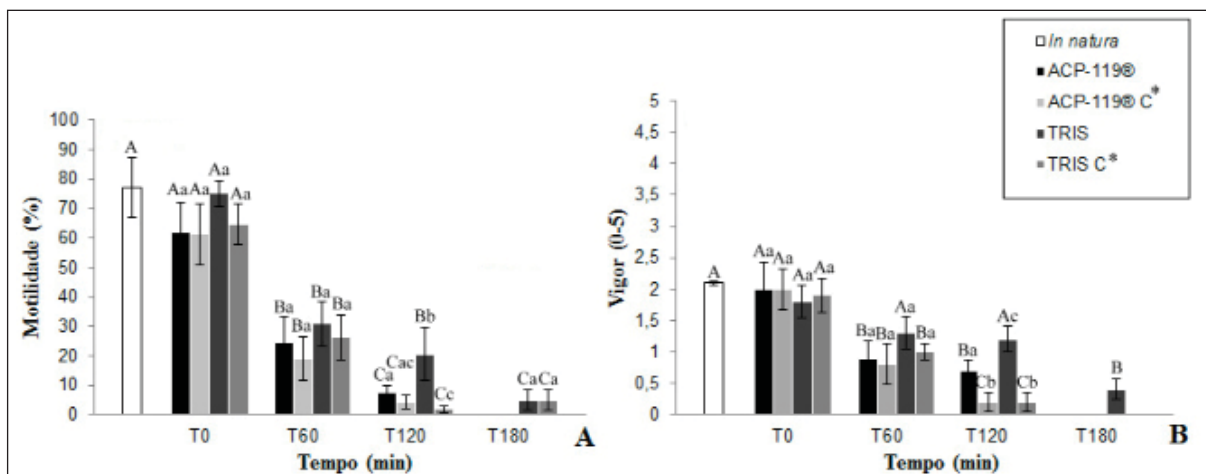 In natura
ACP-119®
ACP-119® C*
TRIS
TRIS C*
Motilidade (%)
100
90
80
70
60
50
40
30
20
10
0
A
Aa Aa Aa Aa
Ba Ba Ba Ba
Ca Cac Bb Cc
Ca Ca
T0 T60 T120 T180
Tempo (min)
A
Vigor (0-5)
5
4,5
4
3,5
3
2,5
2
1,5
1
0,5
0
A
Aa Aa Aa Aa
Ba Ba Aa Ba
Ba Cb Ac Cb
B
T0 T60 T120 T180
Tempo (min)
B